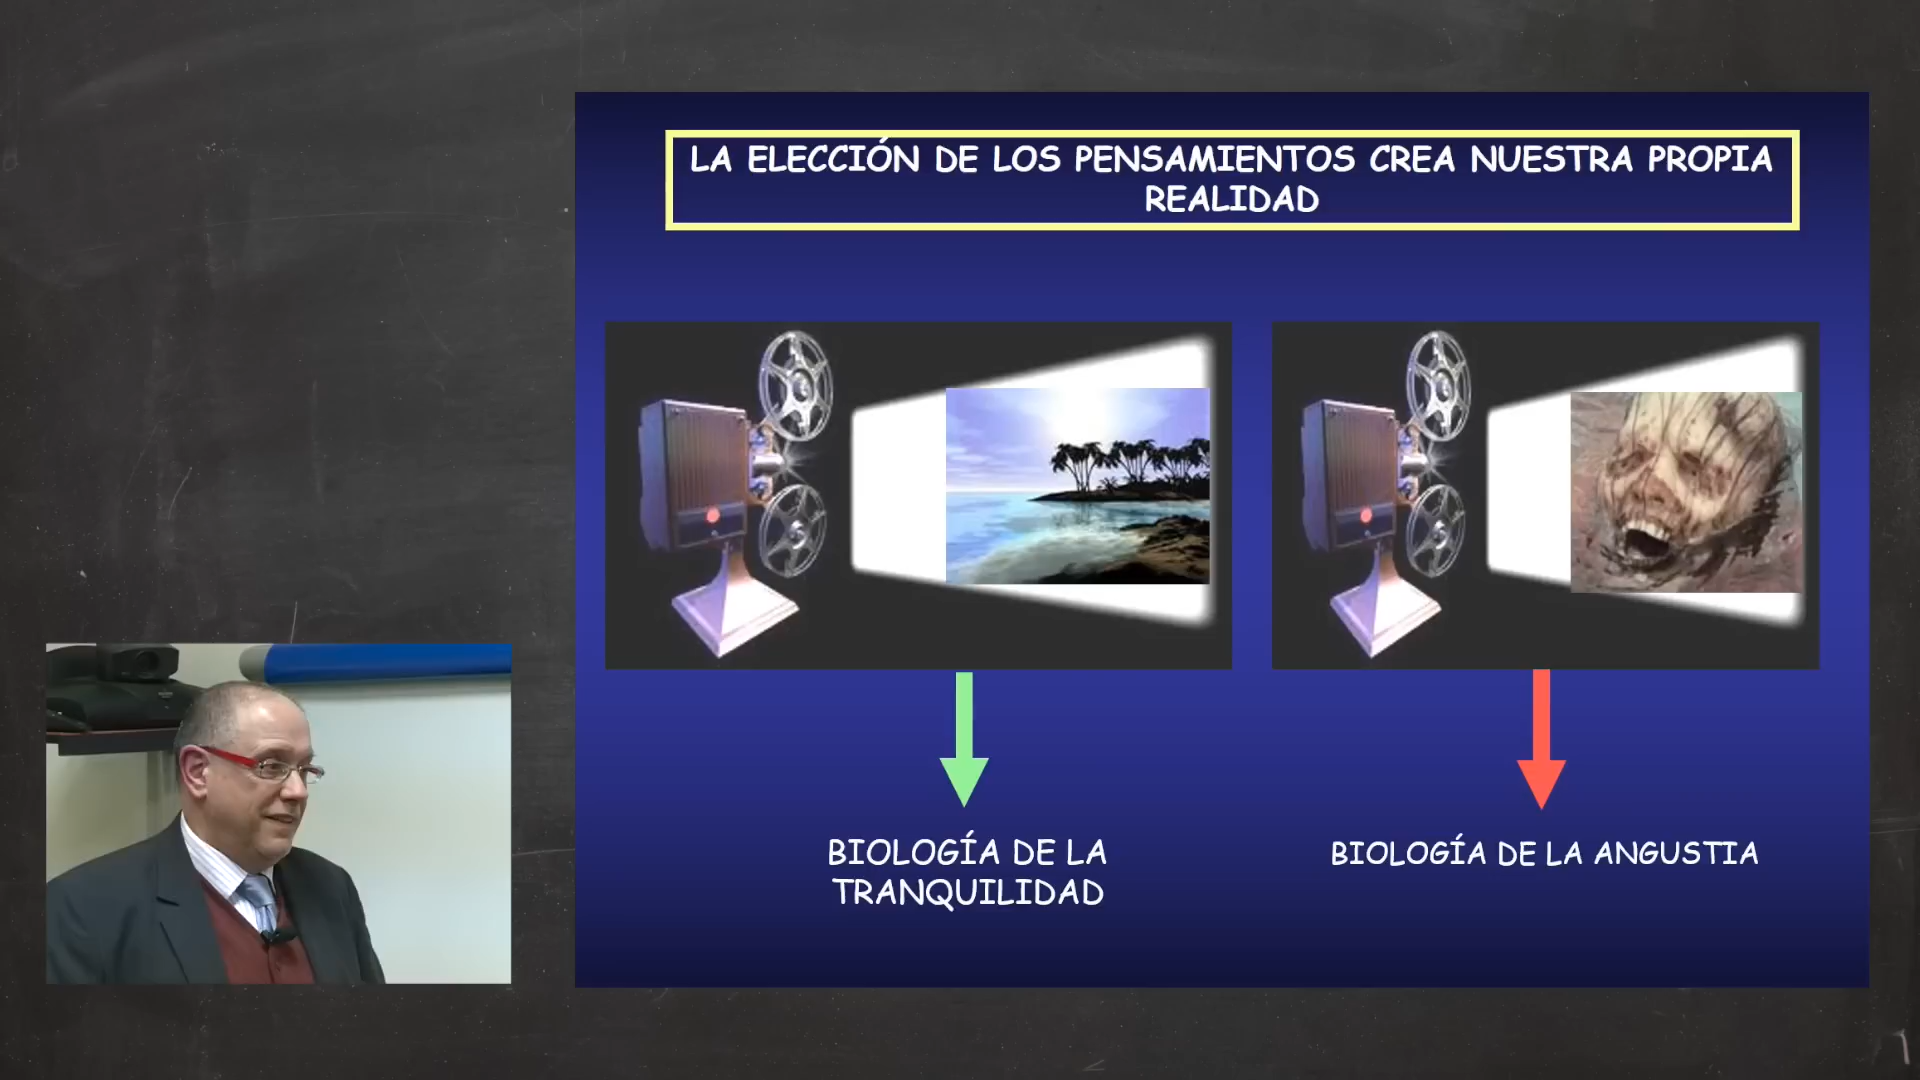 LA ELECCIÓN DE LOS PENSAMIENTOS CREA NUESTRA PROPIA
REALIDAD
BIOLOGÍA DE LA
TRANQUILIDAD
BIOLOGÍA DE LA ANGUSTIA